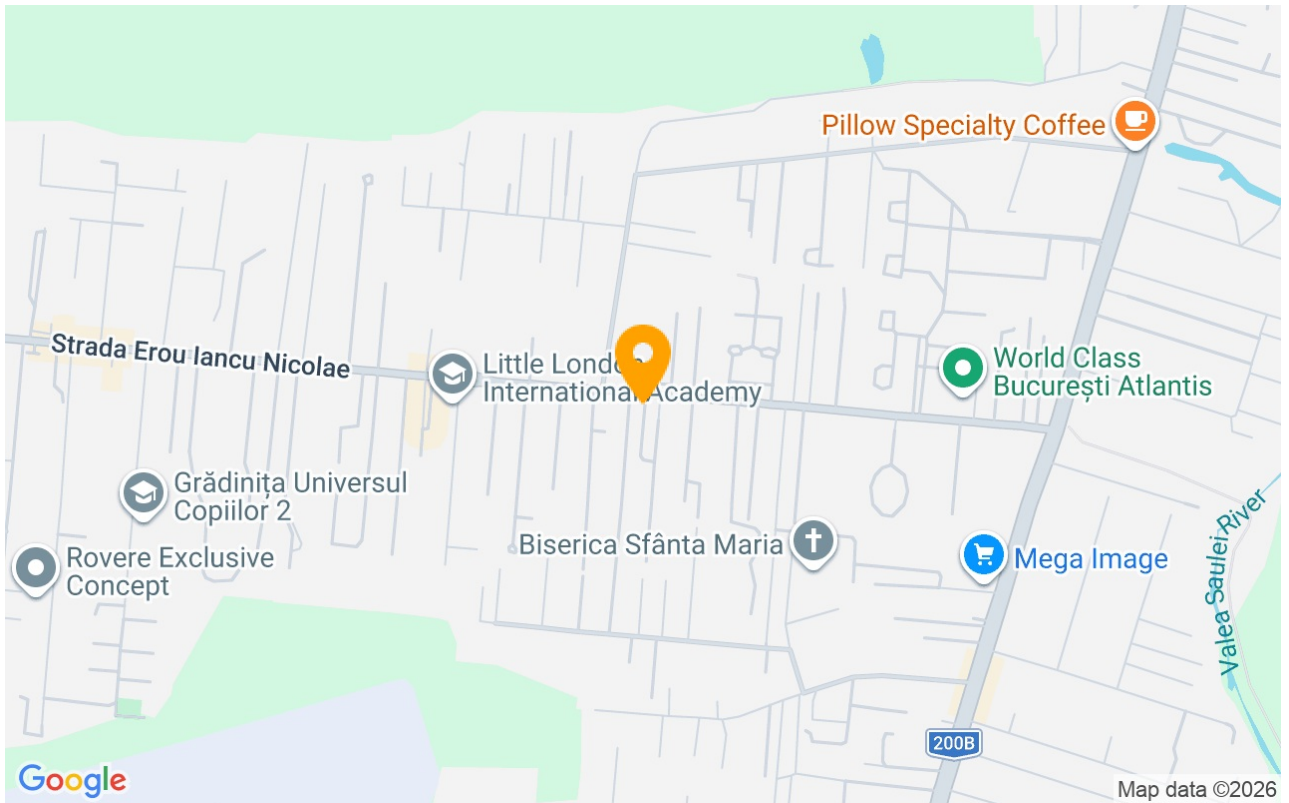 Pillow Specialty Coffee
Strada Erou Iancu Nicolae
Little London
International Academy
World Class
București Atlantis
Grădinița Universul
Copiilor 2
Biserica Sfânta Maria
Rovere Exclusive
Concept
Mega Image
Valea Saulei River
200B
Google
Map data ©2026